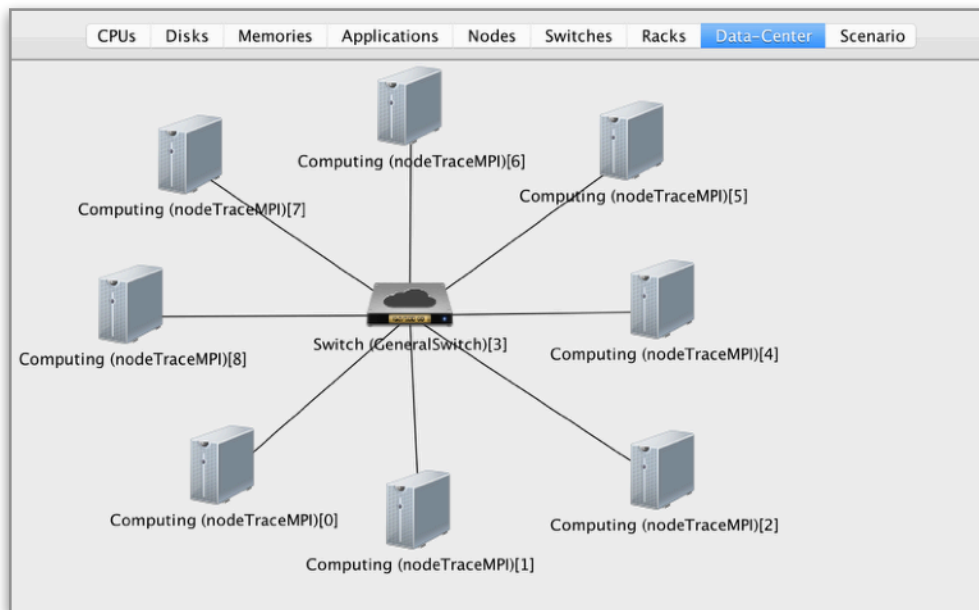 CPUs Disks Memories Applications Nodes Switches Racks Data-Center Scenario
Computing (nodeTraceMPI)[6]
Computing (nodeTraceMPI)[5]
Computing (nodeTraceMPI)[7]
Switch (GeneralSwitch)[3]
Computing (nodeTraceMPI)[4]
Computing (nodeTraceMPI)[8]
Computing (nodeTraceMPI)[0]
Computing (nodeTraceMPI)[2]
Computing (nodeTraceMPI)[1]